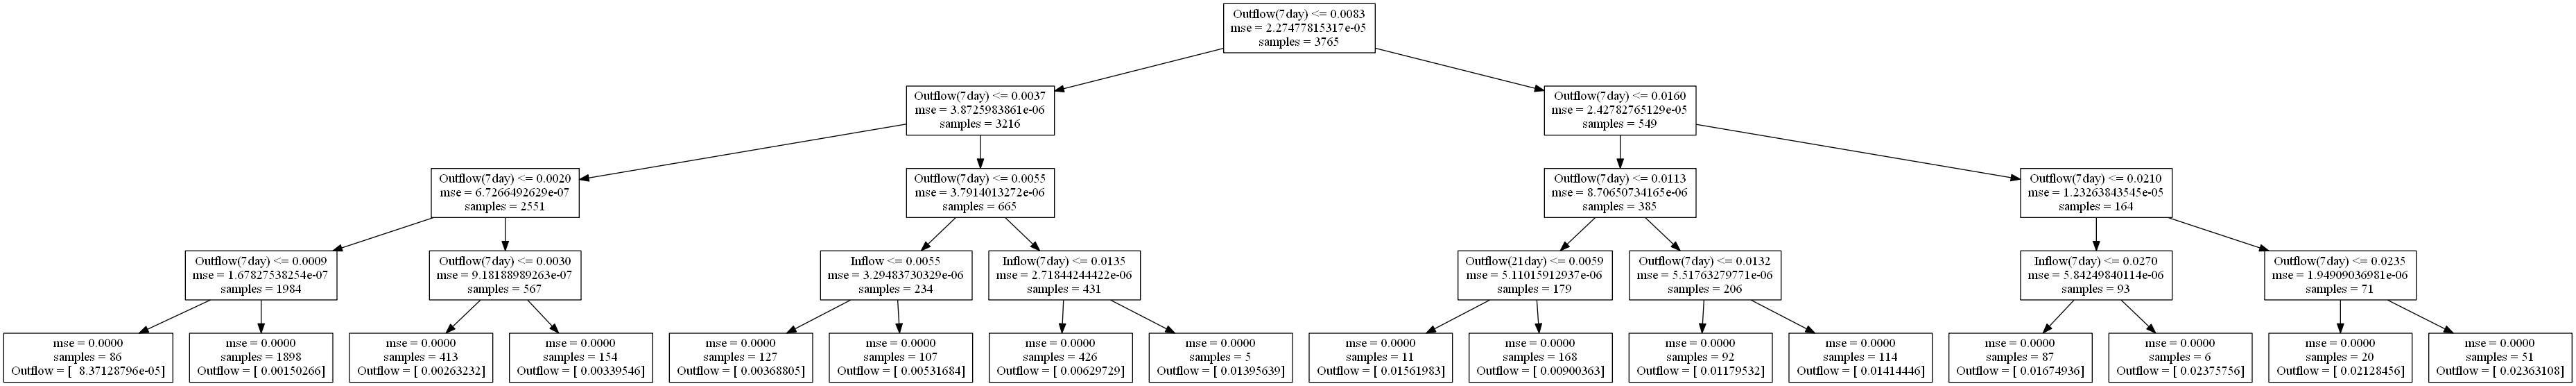 Outflow(7day) <= 0.0083
mse = 2.27477815317e-05
samples = 3765
Outflow(7day) <= 0.0037
mse = 3.8725983861e-06
samples = 3216
Outflow(7day) <= 0.0160
mse = 2.42782765129e-05
samples = 549
Outflow(7day) <= 0.0020
mse = 6.7266492629e-07
samples = 2551
Outflow(7day) <= 0.0055
mse = 3.7914013272e-06
samples = 665
Outflow(7day) <= 0.0113
mse = 8.70650734165e-06
samples = 385
Outflow(7day) <= 0.0210
mse = 1.23263843545e-05
samples = 164
Outflow(7day) <= 0.0009
mse = 1.67827538254e-07
samples = 1984
Outflow(7day) <= 0.0030
mse = 9.18188989263e-07
samples = 567
Inflow <= 0.0055
mse = 3.29483730329e-06
samples = 234
Inflow(7day) <= 0.0135
mse = 2.71844244422e-06
samples = 431
Outflow(21day) <= 0.0059
mse = 5.11015912937e-06
samples = 179
Outflow(7day) <= 0.0132
mse = 5.51763279771e-06
samples = 206
Inflow(7day) <= 0.0270
mse = 5.84249840114e-06
samples = 93
Outflow(7day) <= 0.0235
mse = 1.94909036981e-06
samples = 71
mse = 0.0000
samples = 86
Outflow = [  8.37128796e-05]
mse = 0.0000
samples = 1898
Outflow = [ 0.00150266]
mse = 0.0000
samples = 413
Outflow = [ 0.00263232]
mse = 0.0000
samples = 154
Outflow = [ 0.00339546]
mse = 0.0000
samples = 127
Outflow = [ 0.00368805]
mse = 0.0000
samples = 107
Outflow = [ 0.00531684]
mse = 0.0000
samples = 426
Outflow = [ 0.00629729]
mse = 0.0000
samples = 5
Outflow = [ 0.01395639]
mse = 0.0000
samples = 11
Outflow = [ 0.01561983]
mse = 0.0000
samples = 168
Outflow = [ 0.00900363]
mse = 0.0000
samples = 92
Outflow = [ 0.01179532]
mse = 0.0000
samples = 114
Outflow = [ 0.01414446]
mse = 0.0000
samples = 87
Outflow = [ 0.01674936]
mse = 0.0000
samples = 6
Outflow = [ 0.02375756]
mse = 0.0000
samples = 20
Outflow = [ 0.02128456]
mse = 0.0000
samples = 51
Outflow = [ 0.02363108]